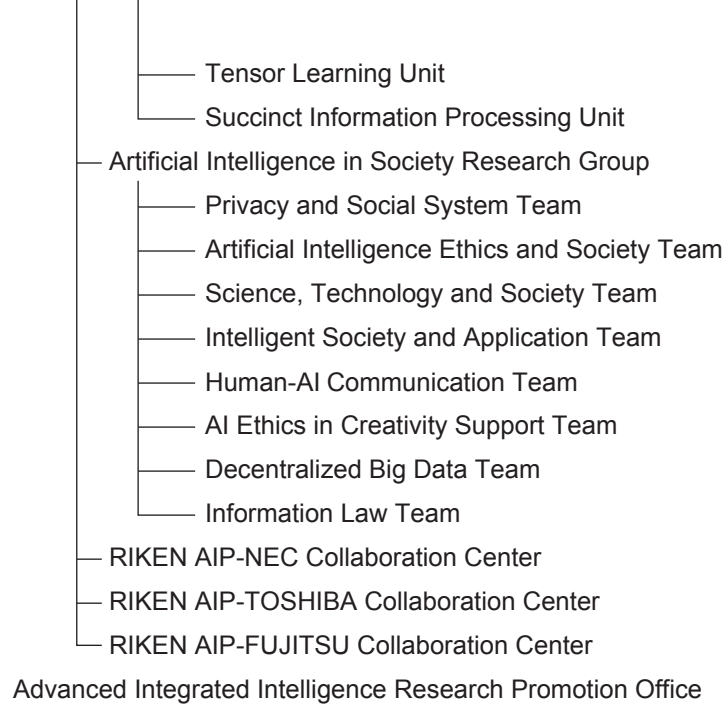 Tensor Learning Unit
Succinct Information Processing Unit
Artificial Intelligence in Society Research Group
Privacy and Social System Team
Artificial Intelligence Ethics and Society Team
Science, Technology and Society Team
Intelligent Society and Application Team
Human-AI Communication Team
AI Ethics in Creativity Support Team
Decentralized Big Data Team
Information Law Team
RIKEN AIP-NEC Collaboration Center
RIKEN AIP-TOSHIBA Collaboration Center
RIKEN AIP-FUJITSU Collaboration Center
Advanced Integrated Intelligence Research Promotion Office